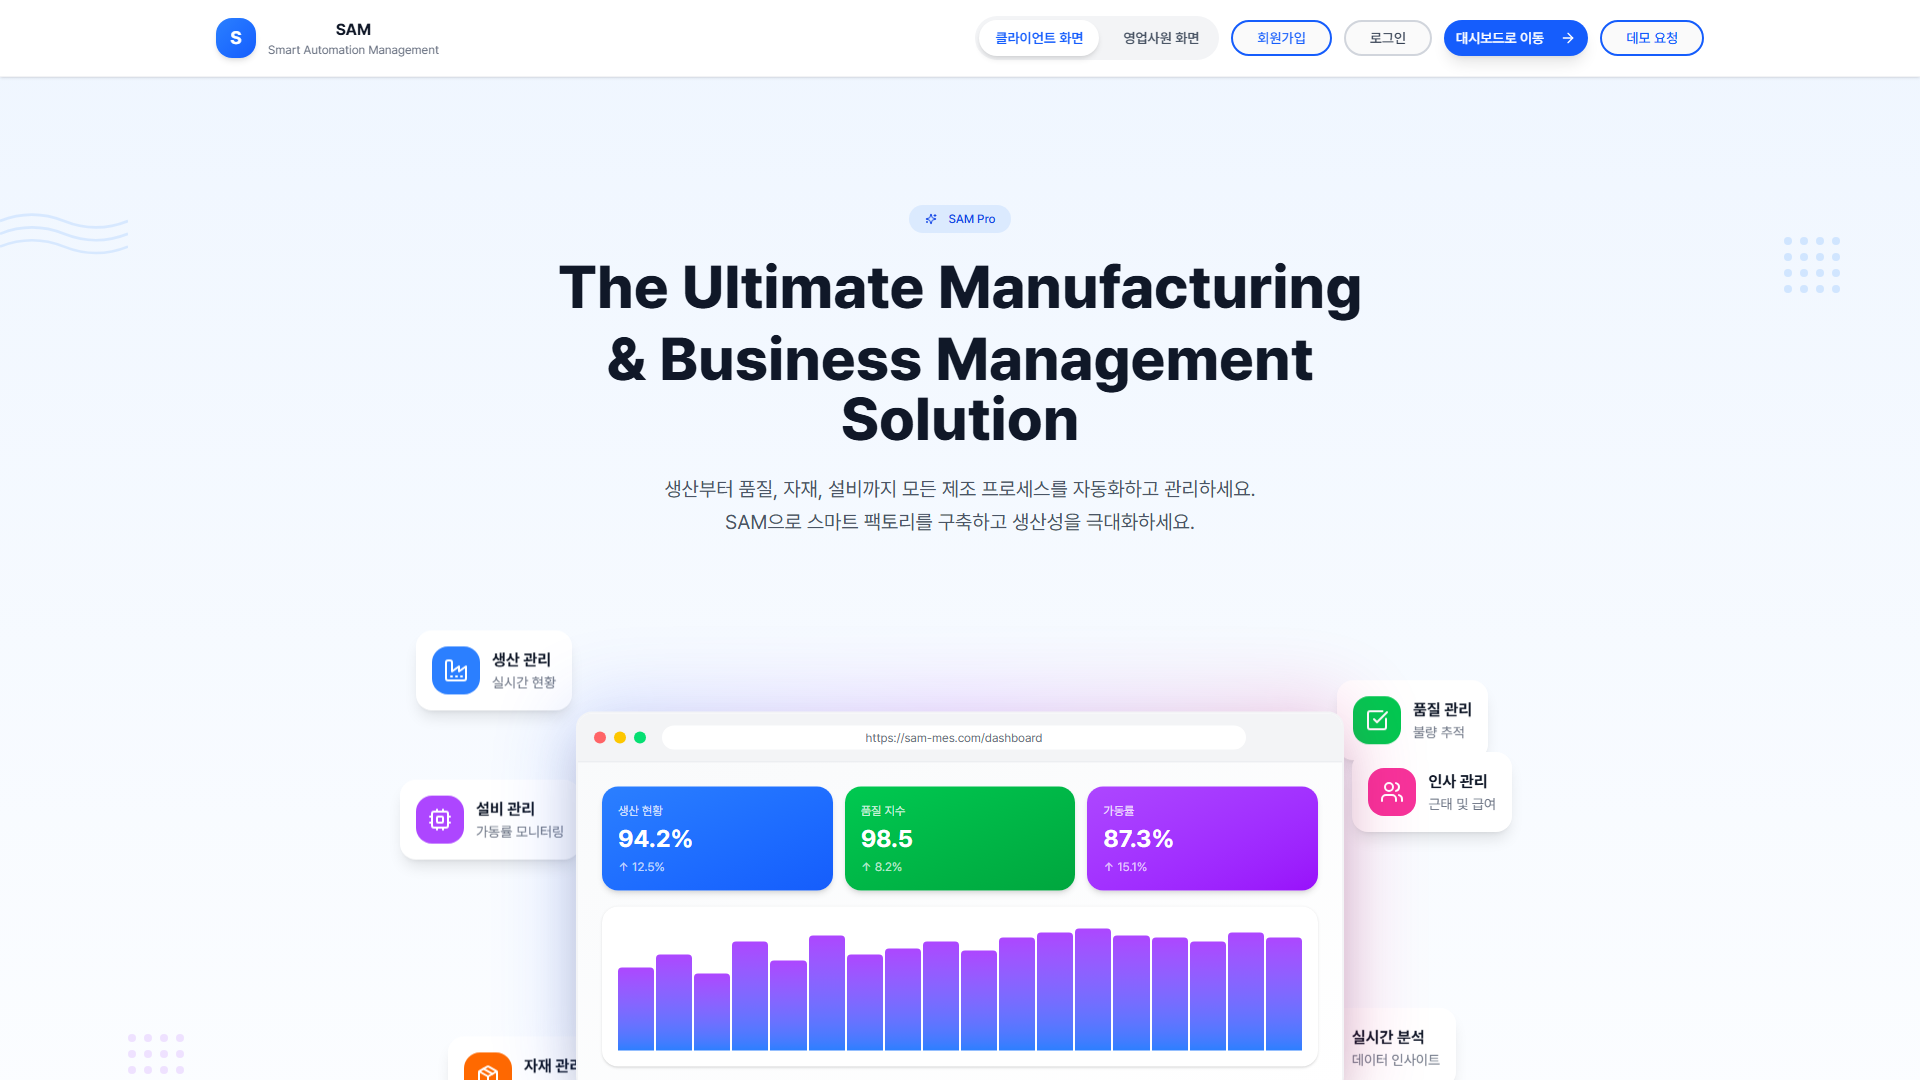 S
SAM
Smart Automation Management
클라이언트 화면
영업사원 화면
회원가입
로그인
대시보드로 이동
데모 요청
SAM Pro
The Ultimate Manufacturing
& Business Management
Solution
생산부터 품질, 자재, 설비까지 모든 제조 프로세스를 자동화하고 관리하세요.
SAM으로 스마트 팩토리를 구축하고 생산성을 극대화하세요.
생산 관리
실시간 현황
품질 관리
불량 추적
https://sam-mes.com/dashboard
인사 관리
근태 및 급여
설비 관리
가동률 모니터링
생산 현황
94.2%
↑ 12.5%
품질 지수
98.5
↑ 8.2%
가동률
87.3%
↑ 15.1%
실시간 분석
데이터 인사이트
자재 관리